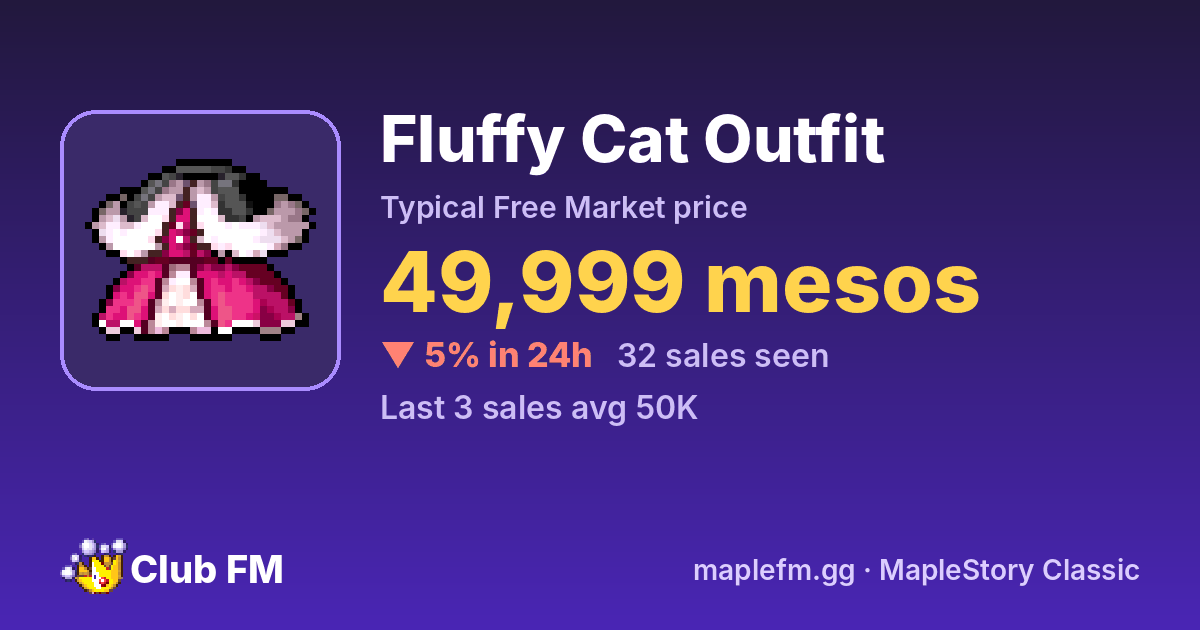 Fluffy Cat Outfit
Typical Free Market price
49,999 mesos
▼ 5% in 24h 32 sales seen
Last 3 sales avg 50K
Club FM
maplefm.gg · MapleStory Classic